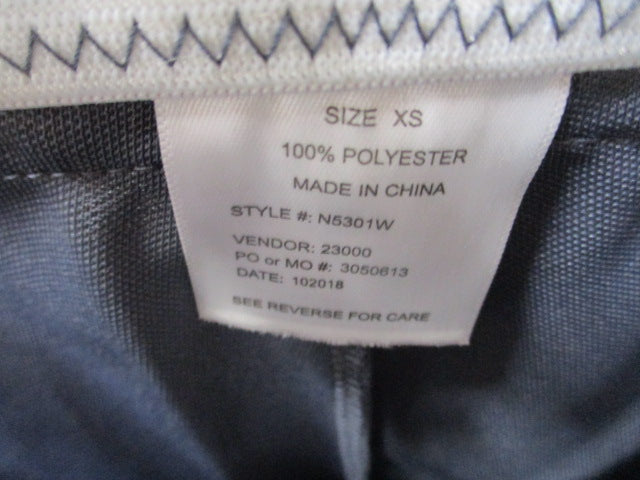 SIZE XS
100% POLYESTER
MADE IN CHINA
STYLE #: N5301W
VENDOR: 23000
PO or MO #: 3050613
DATE: 102018
SEE REVERSE FOR CARE